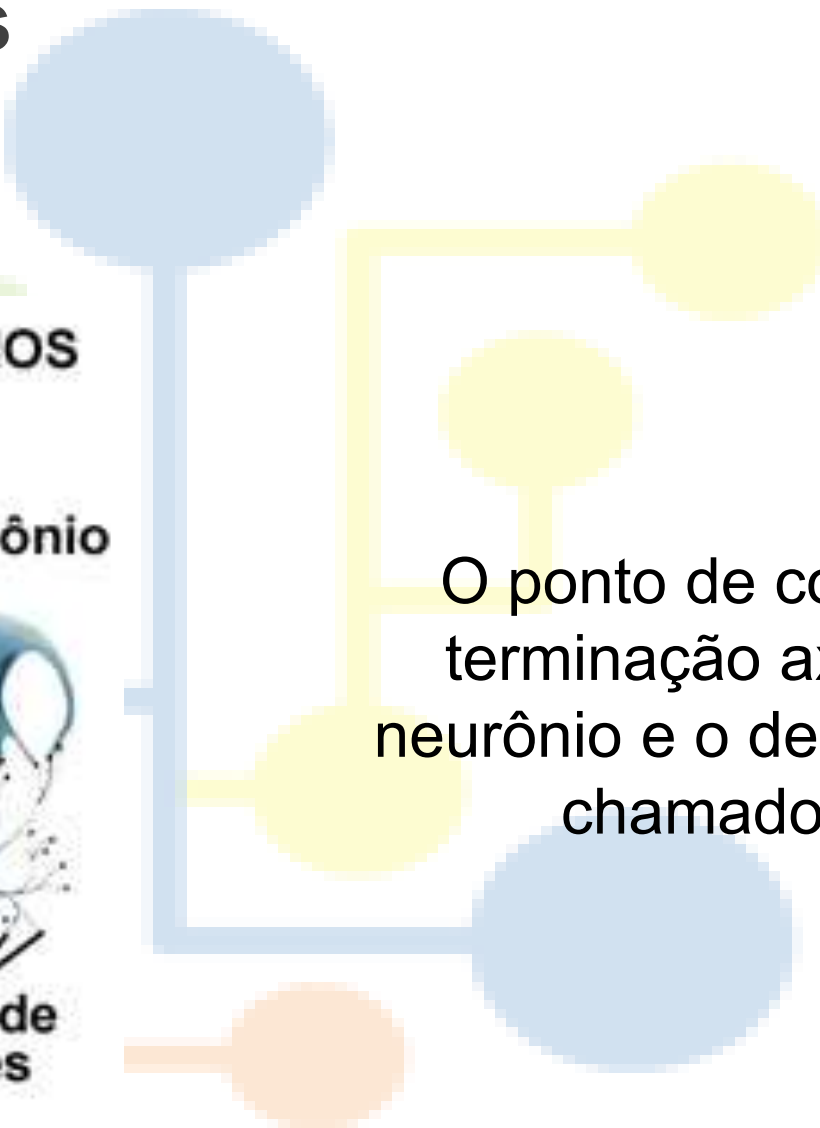 s
OS
ônio
O ponto de co
terminação ax
neurônio e o de
chamado
de
es